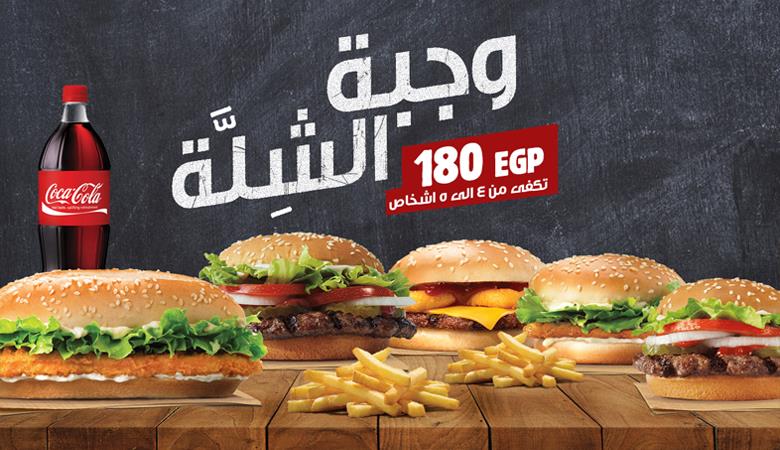 وجبة
الشِلَّة
180 EGP
تكفى من ٤ الى ٥ اشخاص
Coca-Cola